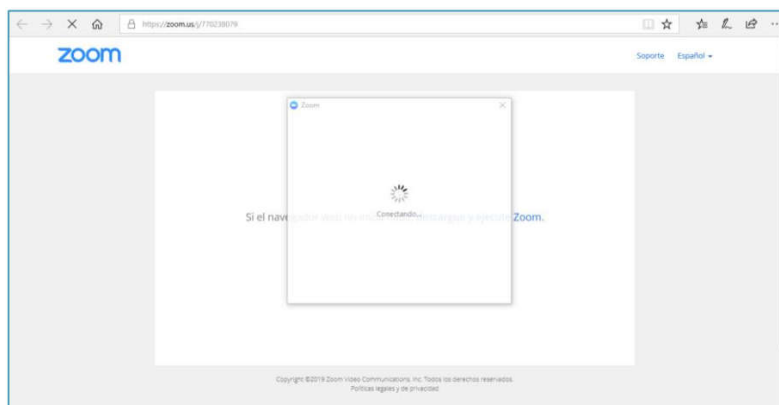 https://zoom.us/j/770238079
zoom
Soporte Español
Zoom
Si el nave
Conectando...
Zoom.
Copyright ©2019 Zoom Video Communications, Inc. Todos los derechos reservados.
Políticas legales y de privacidad